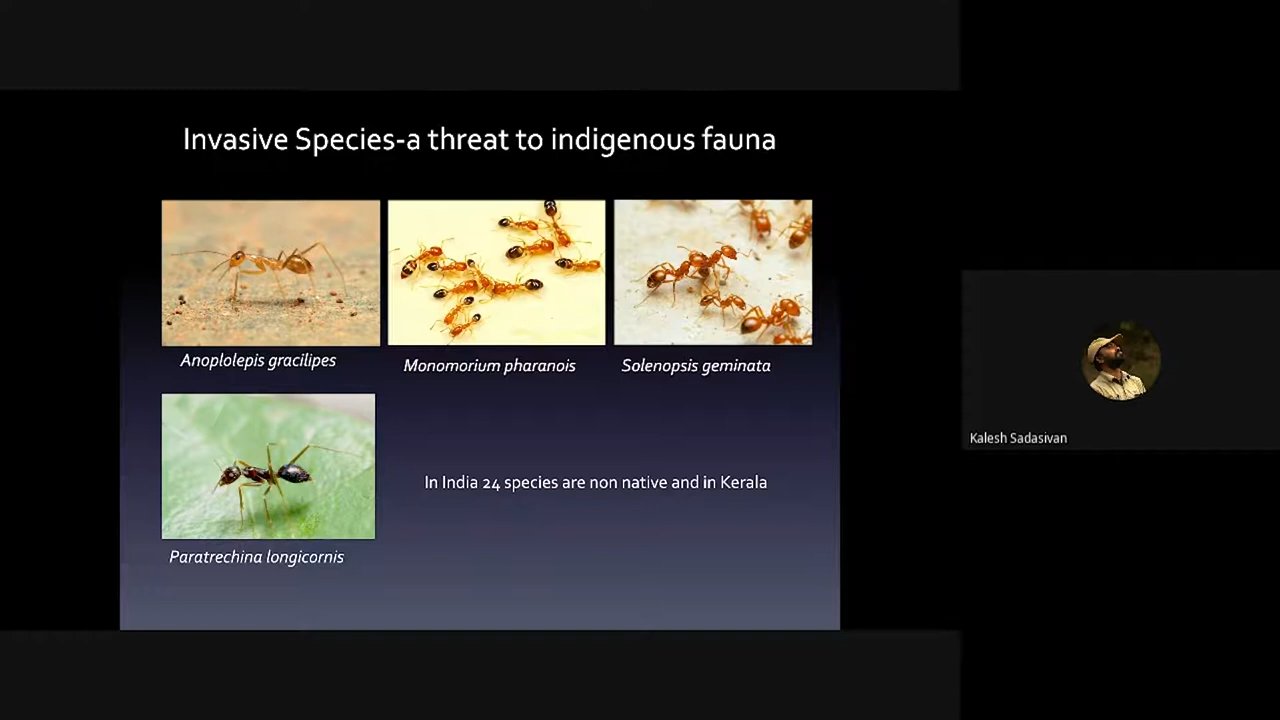 Invasive Species-a threat to indigenous fauna
Anoplolepis gracilipes
Monomorium pharanois
Solenopsis geminata
Paratrechina longicornis
In India 24 species are non native and in Kerala
Kalesh Sadasivan